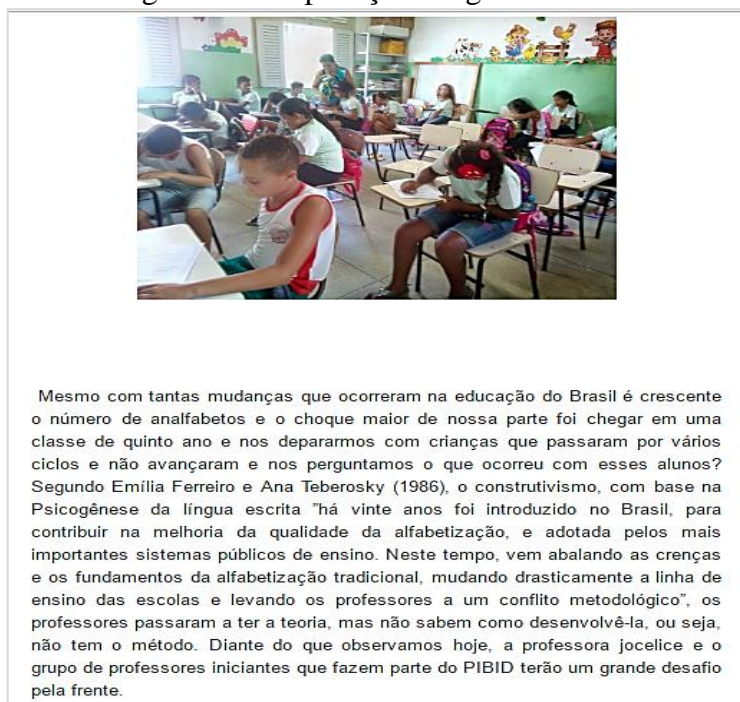 Mesmo com tantas mudanças que ocorreram na educação do Brasil é crescente
o número de analfabetos e o choque maior de nossa parte foi chegar em uma
classe de quinto ano e nos depararmos com crianças que passaram por vários
ciclos e não avançaram e nos perguntamos o que ocorreu com esses alunos?
Segundo Emília Ferreiro e Ana Teberosky (1986), o construtivismo, com base na
Psicogênese da língua escrita "há vinte anos foi introduzido no Brasil, para
contribuir na melhoria da qualidade da alfabetização, e adotada pelos mais
importantes sistemas públicos de ensino. Neste tempo, vem abalando as crenças
e os fundamentos da alfabetização tradicional, mudando drasticamente a linha de
ensino das escolas e levando os professores a um conflito metodológico", os
professores passaram a ter a teoria, mas não sabem como desenvolvê-la, ou seja,
não tem o método. Diante do que observamos hoje, a professora jocelice e o
grupo de professores iniciantes que fazem parte do PIBID terão um grande desafio
pela frente.